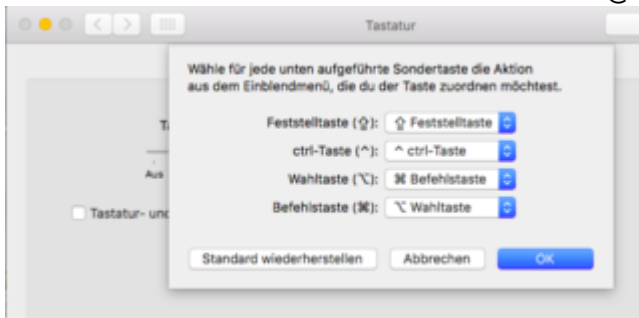 Tastatur
Wähle für jede unten aufgeführte Sondertaste die Aktion
aus dem Einblendmenü, die du der Taste zuordnen möchtest.
Feststelltaste (⇪): ⇪ Feststelltaste
ctrl-Taste (^): ^ ctrl-Taste
Wahltaste (⌥): ⌘ Befehlstaste
Befehlstaste (⌘): ⌥ Wahltaste
Aus
Tastatur- und
Standard wiederherstellen Abbrechen OK